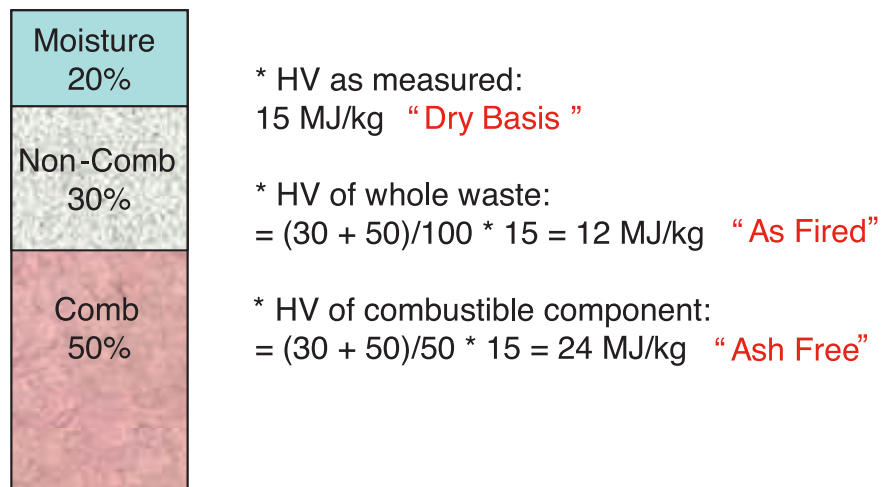 Moisture
20%
Non-Comb
30%
Comb
50%
* HV as measured:
15 MJ/kg “ Dry Basis ”
* HV of whole waste:
= (30 + 50)/100 * 15 = 12 MJ/kg “As Fired”
* HV of combustible component:
= (30 + 50)/50 * 15 = 24 MJ/kg “ Ash Free”